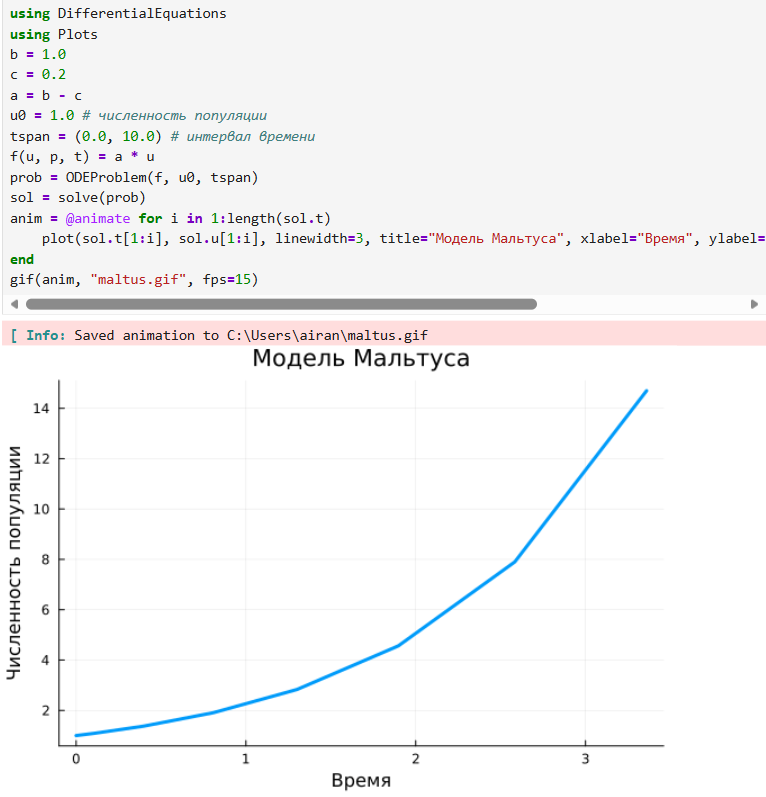 using DifferentialEquations
using Plots
b = 1.0
c = 0.2
a = b - c
u0 = 1.0 # численность популяции
tspan = (0.0, 10.0) # интервал времени
f(u, p, t) = a * u
prob = ODEProblem(f, u0, tspan)
sol = solve(prob)
anim = @animate for i in 1:length(sol.t)
    plot(sol.t[1:i], sol.u[1:i], linewidth=3, title="Модель Мальтуса", xlabel="Время", ylabel=
end
gif(anim, "maltus.gif", fps=15)
[ Info: Saved animation to C:\Users\airan\maltus.gif
Модель Мальтуса
Численность популяции
14
12
10
8
6
4
2
0 1 2 3
Время